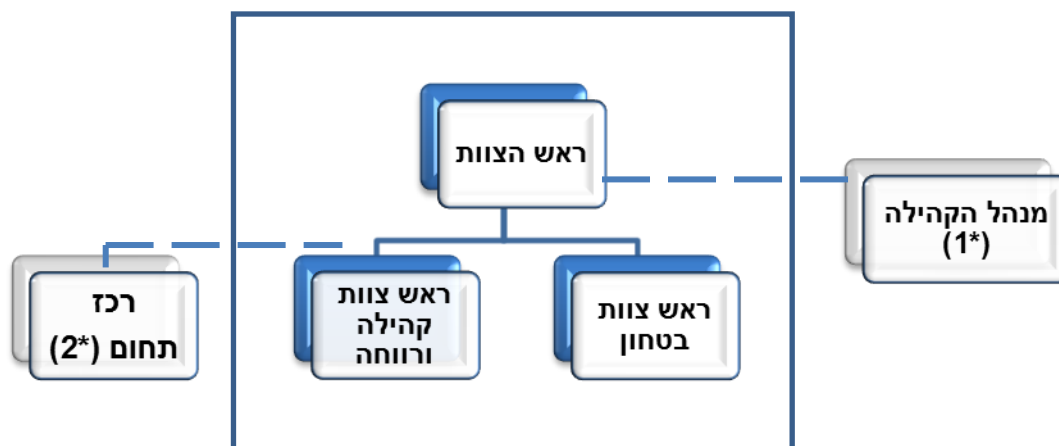 ראש הצוות
מנהל הקהילה
(*1)
ראש צוות
בטחון
ראש צוות
קהילה
ורווחה
רכז
תחום (*2)